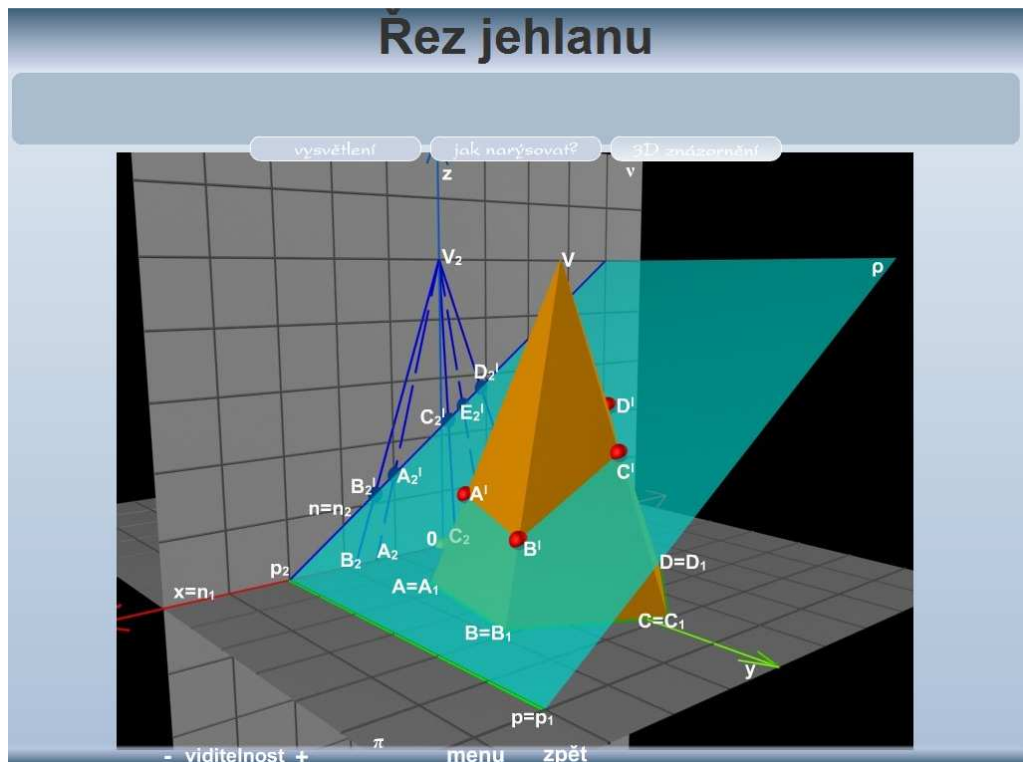 Řez jehlanu
vysvětlení jak narýsovat? 3D znázornění
z ν
V₂ V ρ
D₂ᴵ
C₂ᴵ E₂ᴵ Dᴵ
A₂ᴵ Cᴵ
B₂ᴵ Aᴵ
n=n₂
0 C₂ Bᴵ
B₂ A₂
p₂ D=D₁
x=n₁ A=A₁
B=B₁ C=C₁
y
p=p₁
π
- viditelnost + menu zpět